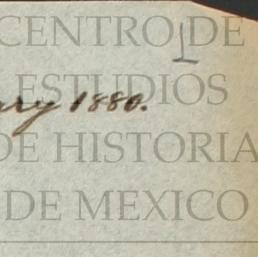 CENTRO DE
ESTUDIOS
1880.
DE HISTORIA
DE MEXICO